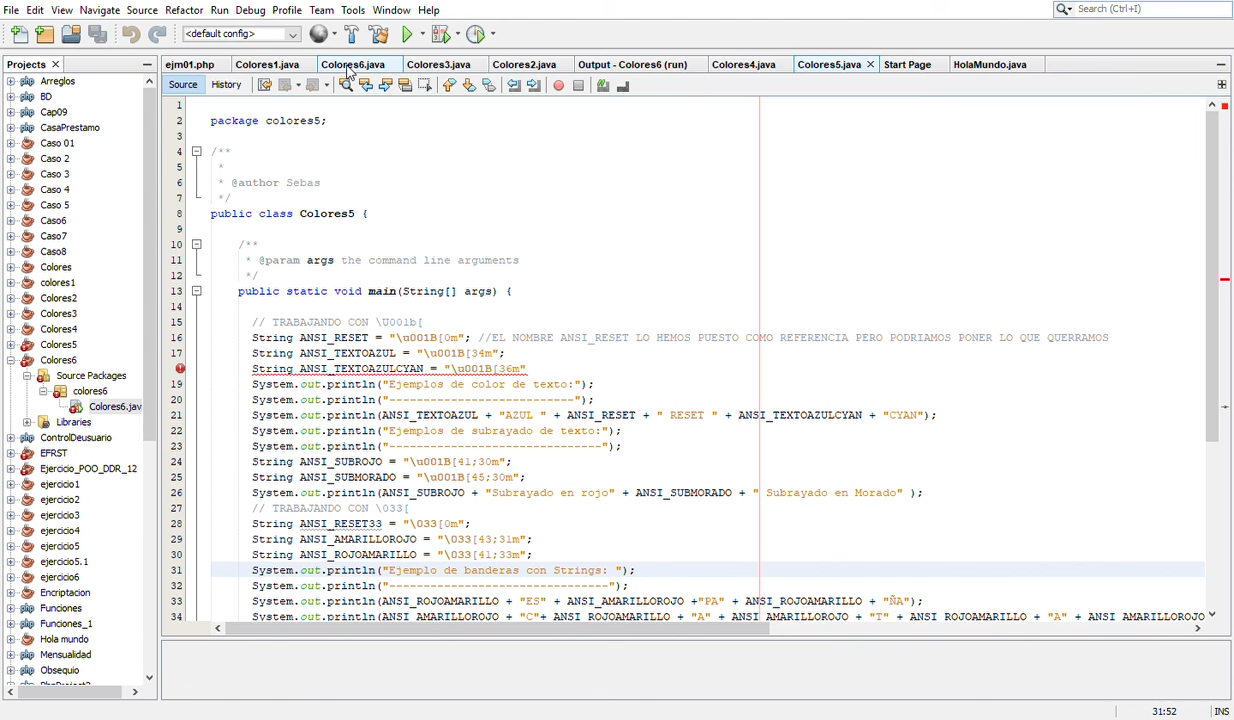 File Edit View Navigate Source Refactor Run Debug Profile Team Tools Window Help
Search (Ctrl+I)
<default config>
Projects
ejm01.php Colores1.java Colores6.java Colores3.java Colores2.java Output - Colores6 (run) Colores4.java Colores5.java Start Page HolaMundo.java
Source History
Arreglos
BD
Cap09
CasaPrestamo
Caso 01
Caso 2
Caso 3
Caso 4
Caso 5
Caso6
Caso7
Caso8
Colores
colores1
Colores2
Colores3
Colores4
Colores5
Colores6
Source Packages
colores6
Colores6.jav
Libraries
ControlDeusuario
EFRST
Ejercicio_POO_DDR_12
ejercicio1
ejercicio2
ejercicio3
ejercicio4
ejercicio5
ejercicio5.1
ejercicio6
Encriptacion
Funciones
Funciones_1
Hola mundo
Mensualidad
Obsequio
1
2 package colores5;
3
4 /**
5 *
6 * @author Sebas
7 */
8 public class Colores5 {
9
10 /**
11 * @param args the command line arguments
12 */
13 public static void main(String[] args) {
14
15 // TRABAJANDO CON \U001b[
16 String ANSI_RESET = "\u001B[0m"; //EL NOMBRE ANSI_RESET LO HEMOS PUESTO COMO REFERENCIA PERO PODRIAMOS PONER LO QUE QUERRAMOS
17 String ANSI_TEXTOAZUL = "\u001B[34m";
String ANSI_TEXTOAZULCYAN = "\u001B[36m"
19 System.out.println("Ejemplos de color de texto:");
20 System.out.println("---------------------------");
21 System.out.println(ANSI_TEXTOAZUL + "AZUL " + ANSI_RESET + " RESET " + ANSI_TEXTOAZULCYAN + "CYAN");
22 System.out.println("Ejemplos de subrayado de texto:");
23 System.out.println("-------------------------------");
24 String ANSI_SUBROJO = "\u001B[41;30m";
25 String ANSI_SUBMORADO = "\u001B[45;30m";
26 System.out.println(ANSI_SUBROJO + "Subrayado en rojo" + ANSI_SUBMORADO + " Subrayado en Morado" );
27 // TRABAJANDO CON \033[
28 String ANSI_RESET33 = "\033[0m";
29 String ANSI_AMARILLOROJO = "\033[43;31m";
30 String ANSI_ROJOAMARILLO = "\033[41;33m";
31 System.out.println("Ejemplo de banderas con Strings: ");
32 System.out.println("--------------------------------");
33 System.out.println(ANSI_ROJOAMARILLO + "ES" + ANSI_AMARILLOROJO +"PA" + ANSI_ROJOAMARILLO + "ÑA");
34 System.out.println(ANSI_AMARILLOROJO + "C"+ ANSI_ROJOAMARILLO + "A" + ANSI_AMARILLOROJO + "T" + ANSI_ROJOAMARILLO + "A" + ANSI_AMARILLOROJO
31:52 INS